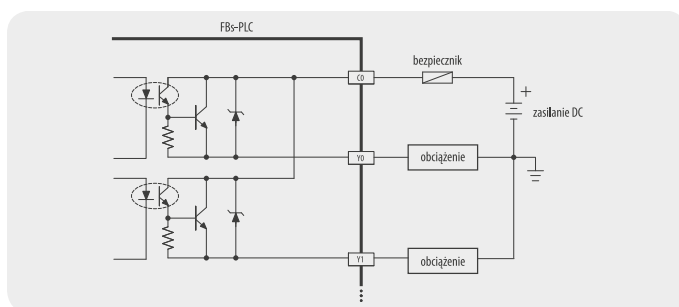 FBs-PLC
bezpiecznik
C0
+
zasilanie DC
Y0
obciążenie
Y1
obciążenie